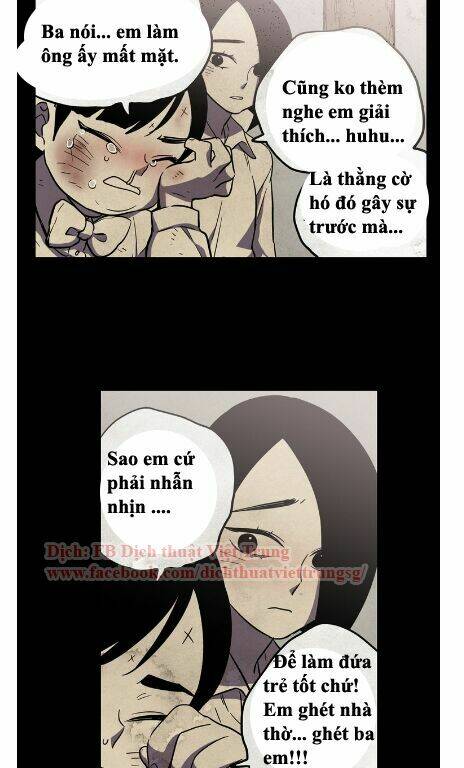 Ba nói... em làm
ông ấy mất mặt.
Cũng ko thèm
nghe em giải
thích... huhu...
Là thằng cờ
hó đó gây sự
trước mà...
Sao em cứ
phải nhẫn
nhịn ....
Dịch: FB Dịch thuật Việt Trung
www.facebook.com/dichthuatviettrungsg/
Để làm đứa
trẻ tốt chứ!
Em ghét nhà
thờ... ghét ba
em!!!